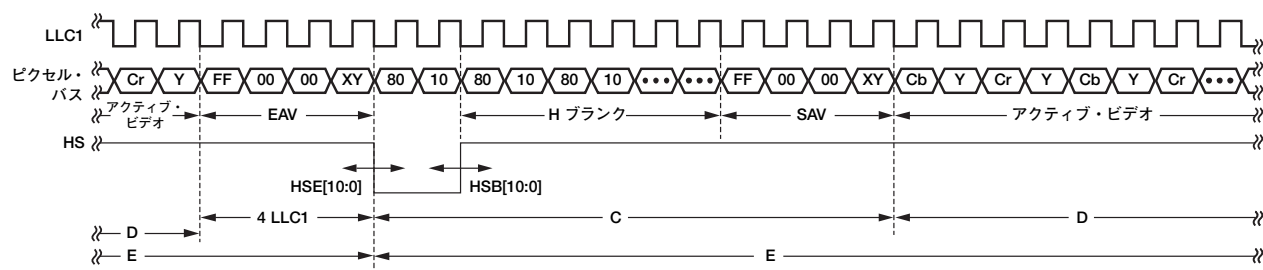 LLC1
ピクセル・バス Cr Y FF 00 00 XY 80 10 80 10 80 10 ••• ••• FF 00 00 XY Cb Y Cr Y Cb Y Cr •••
アクティブ・ビデオ EAV H ブランク SAV アクティブ・ビデオ
HS
HSE[10:0] HSB[10:0]
4 LLC1 C D
D
E E